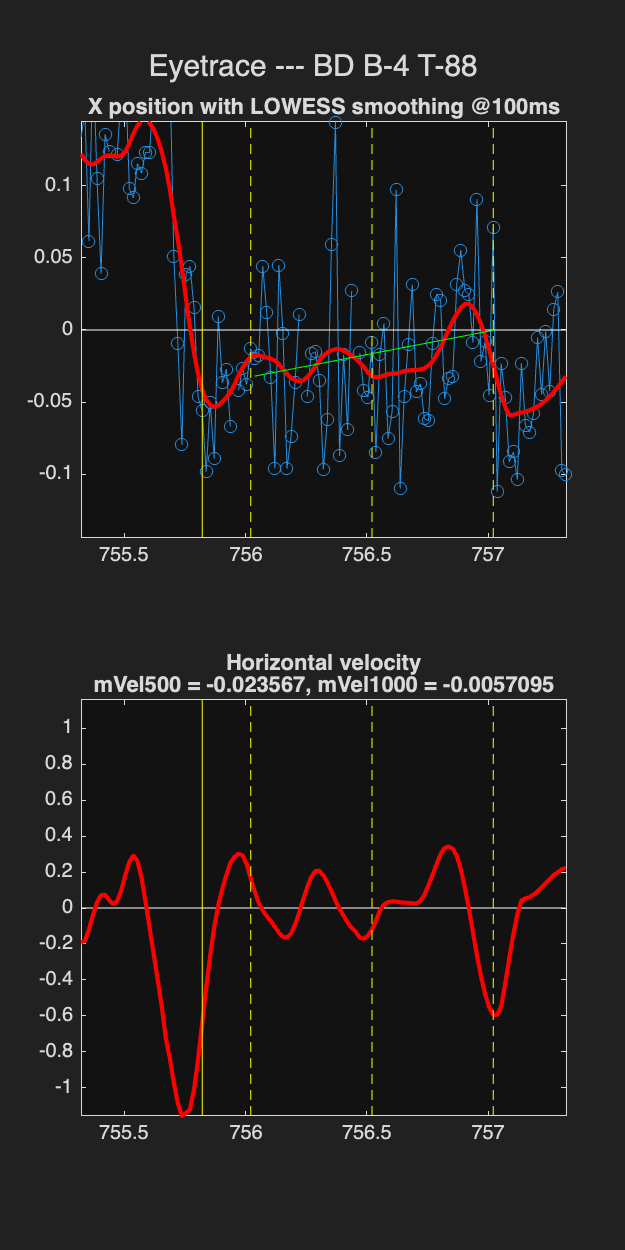 Eyetrace --- BD B-4 T-88
X position with LOWESS smoothing @100ms
0.1
0.05
0
-0.05
-0.1
755.5 756 756.5 757
Horizontal velocity
mVel500 = -0.023567, mVel1000 = -0.0057095
1
0.8
0.6
0.4
0.2
0
-0.2
-0.4
-0.6
-0.8
-1
755.5 756 756.5 757